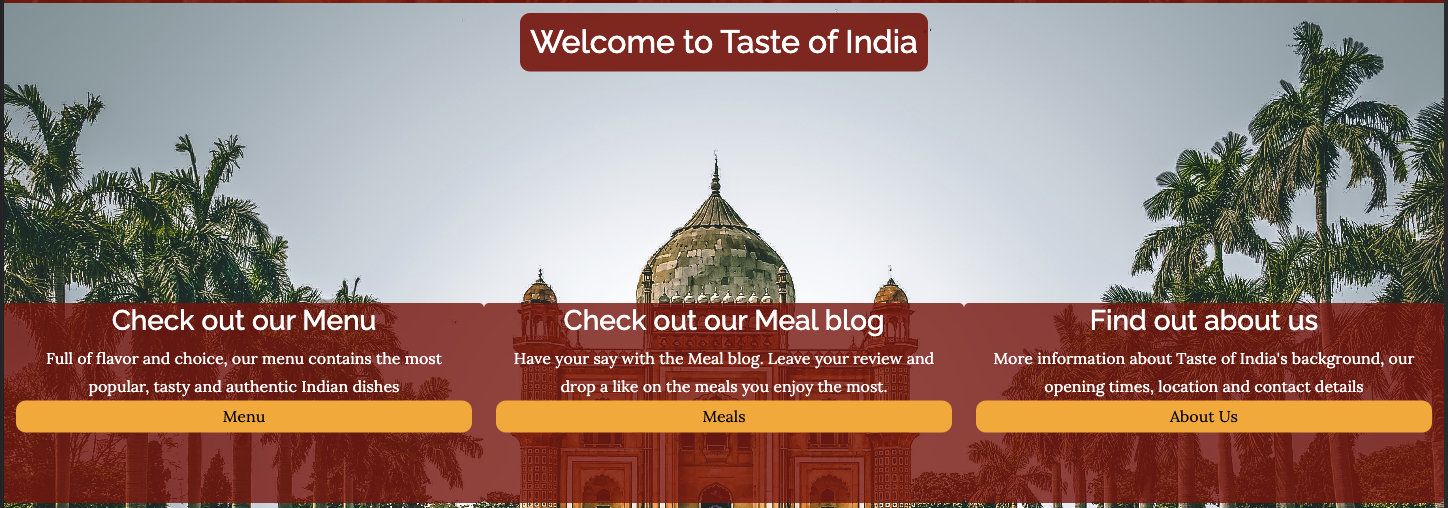 Welcome to Taste of India
Check out our Menu
Full of flavor and choice, our menu contains the most
popular, tasty and authentic Indian dishes
Menu
Check out our Meal blog
Have your say with the Meal blog. Leave your review and
drop a like on the meals you enjoy the most.
Meals
Find out about us
More information about Taste of India's background, our
opening times, location and contact details
About Us